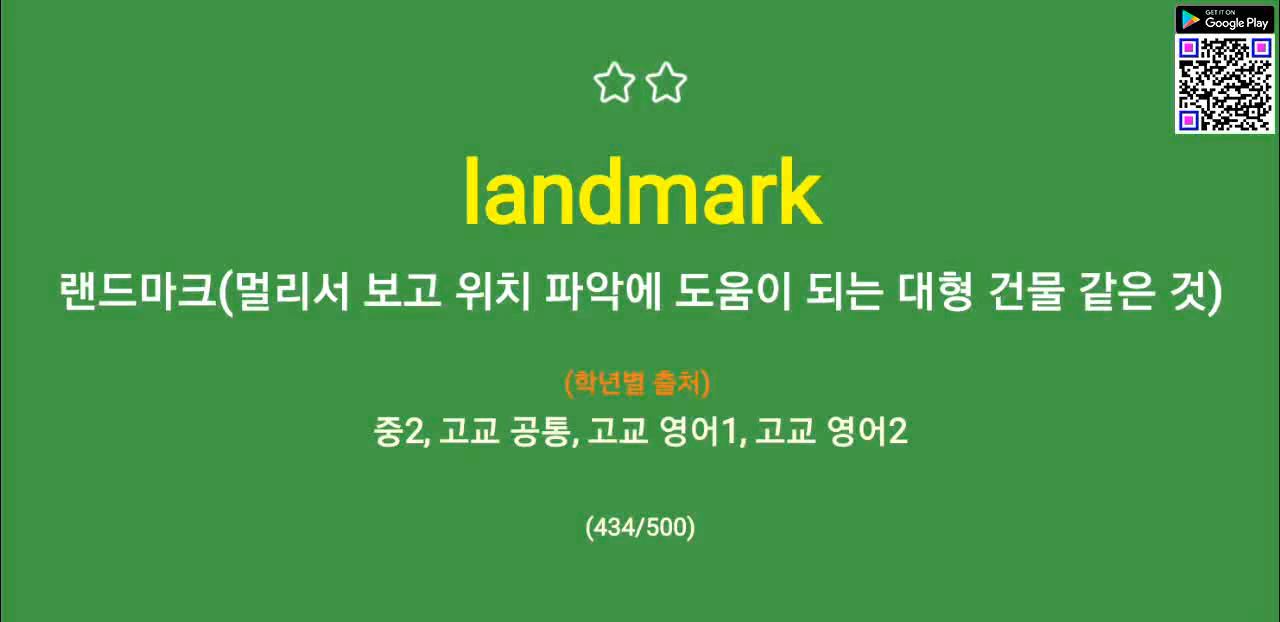 GET IT ON
Google Play
landmark
랜드마크(멀리서 보고 위치 파악에 도움이 되는 대형 건물 같은 것)
(학년별 출처)
중2, 고교 공통, 고교 영어1, 고교 영어2
(434/500)